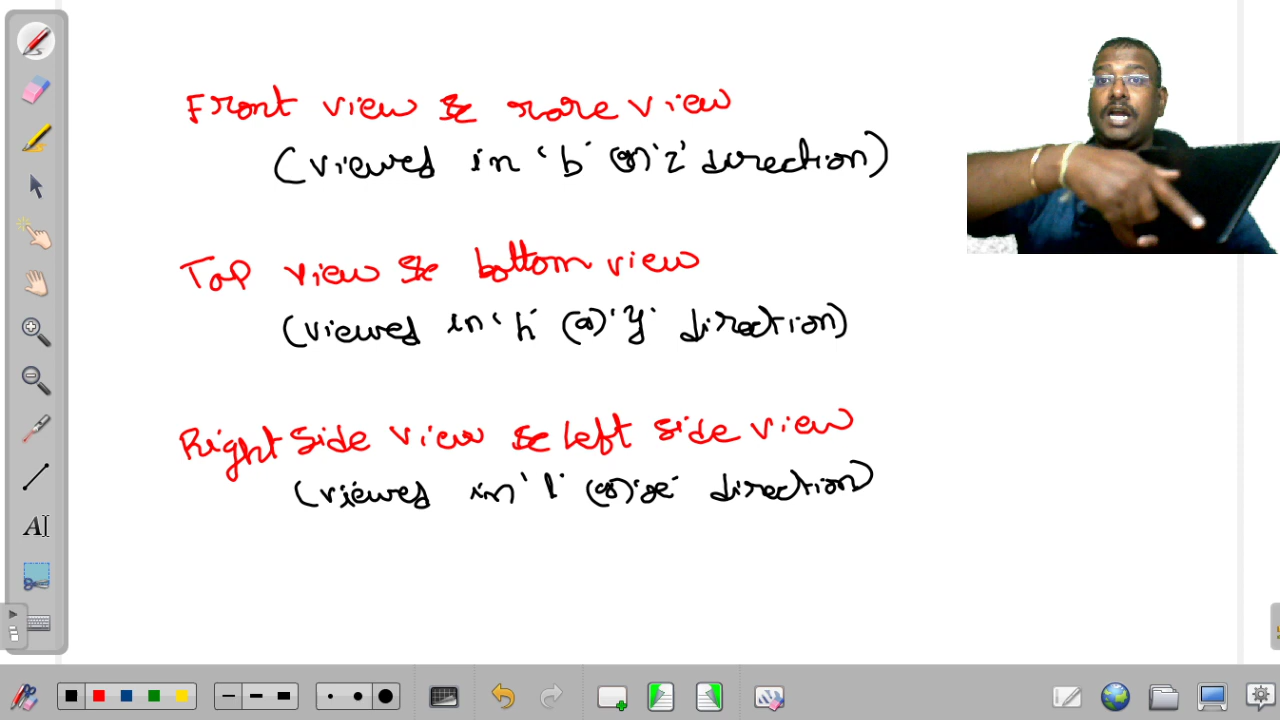 Front view & rare view
(viewed in 'b' (or) 'z' direction)
Top view & bottom view
(viewed in 'h' (or) 'y' direction)
Right side view & left side view
(viewed in 'l' (or) 'x' direction)